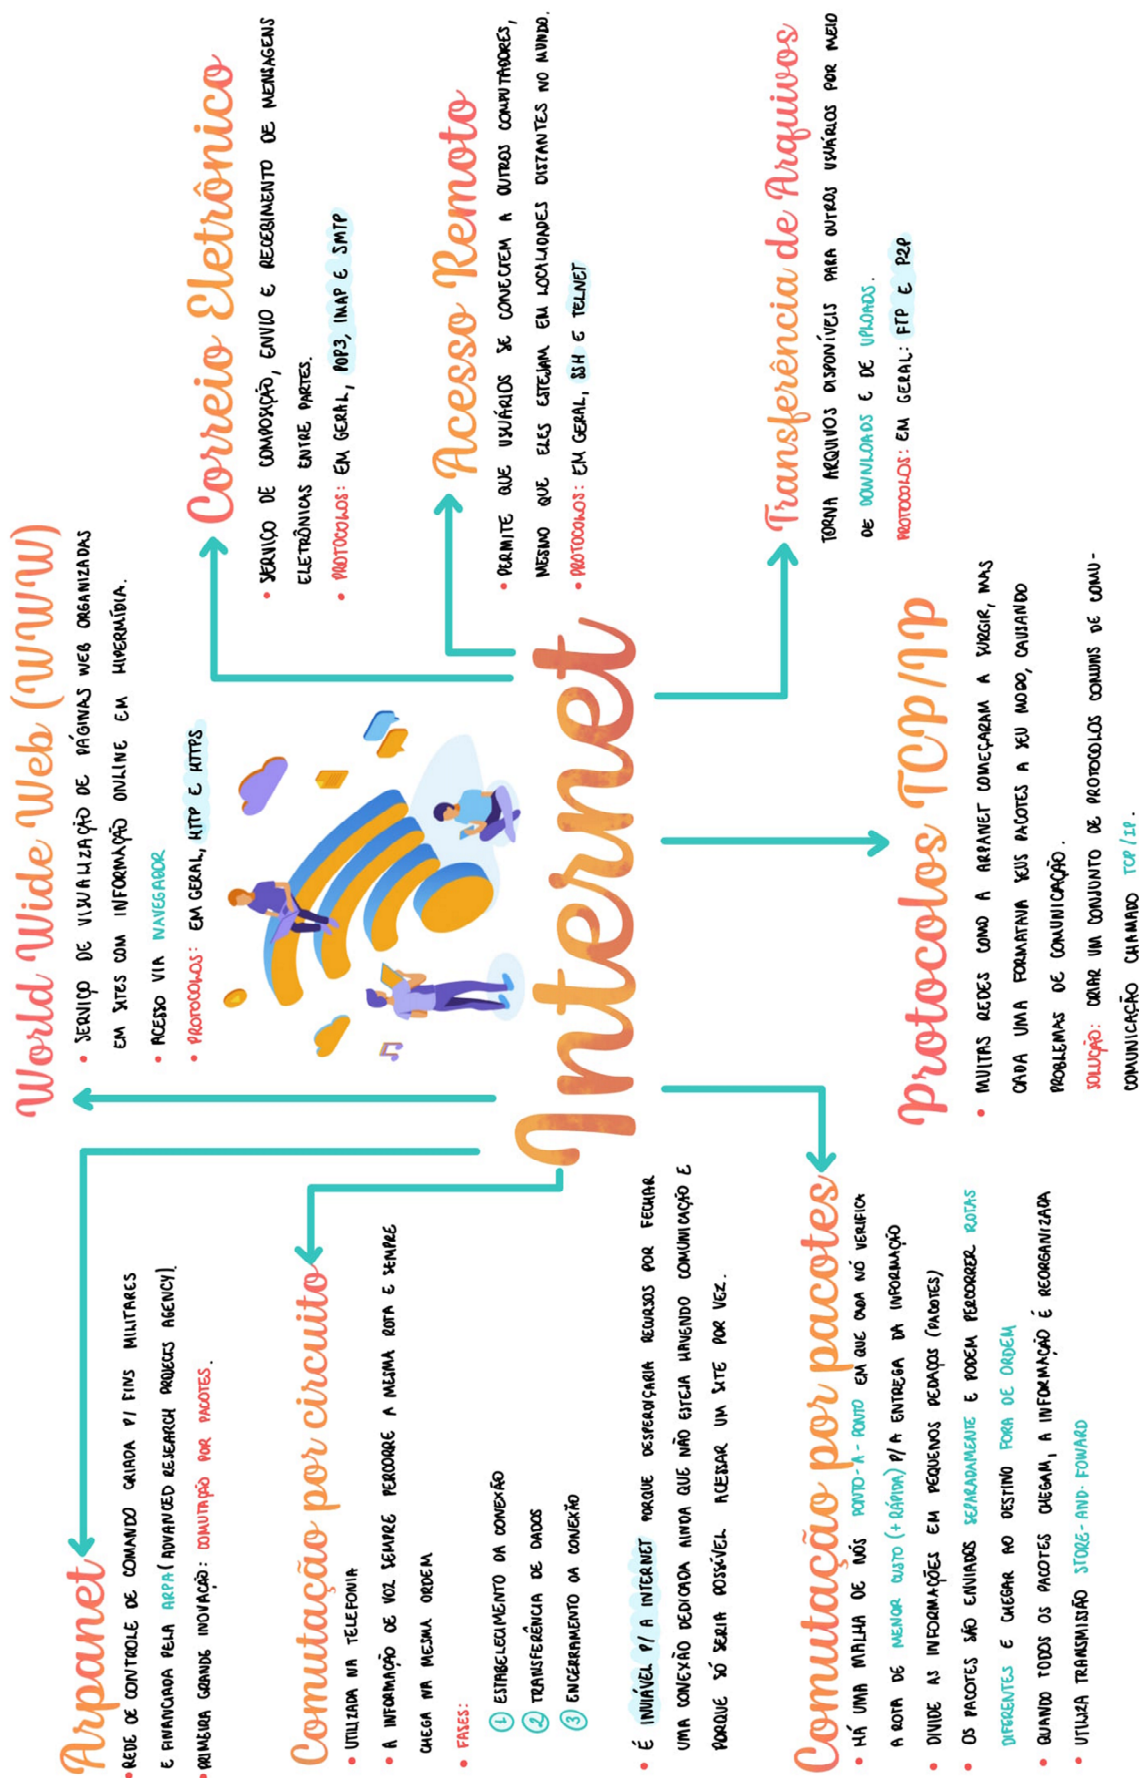 Arpanet
• REDE DE CONTROLE DE COMANDO CRIADA P/ FINS MILITARES
E FINANCIADA PELA ARPA (ADVANCED RESEARCH PROJECTS AGENCY).
• PRIMEIRA GRANDE INOVAÇÃO: COMUTAÇÃO POR PACOTES.
World Wide Web (WWW)
• SERVIÇO DE VISUALIZAÇÃO DE PÁGINAS WEB ORGANIZADAS
EM SITES COM INFORMAÇÃO ONLINE EM HIPERMÍDIA.
• ACESSO VIA NAVEGADOR
• PROTOCOLOS: EM GERAL, HTTP E HTTPS
Correio Eletrônico
• SERVIÇO DE COMPOSIÇÃO, ENVIO E RECEBIMENTO DE MENSAGENS
ELETRÔNICAS ENTRE PARTES.
• PROTOCOLOS: EM GERAL, POP3, IMAP E SMTP
Comutação por circuito
• UTILIZADA NA TELEFONIA
• A INFORMAÇÃO DE VOZ SEMPRE PERCORRE A MESMA ROTA E SEMPRE
CHEGA NA MESMA ORDEM
• FASES:
1 ESTABELECIMENTO DA CONEXÃO
2 TRANSFERÊNCIA DE DADOS
3 ENCERRAMENTO DA CONEXÃO
• É INVIÁVEL P/ A INTERNET PORQUE DESPERDIÇARIA RECURSOS POR FECHAR
UMA CONEXÃO DEDICADA AINDA QUE NÃO ESTEJA HAVENDO COMUNICAÇÃO E
PORQUE SÓ SERIA POSSÍVEL ACESSAR UM SITE POR VEZ.
Internet
Acesso Remoto
• PERMITE QUE USUÁRIOS SE CONECTEM A OUTROS COMPUTADORES,
MESMO QUE ELES ESTEJAM EM LOCALIDADES DISTANTES NO MUNDO.
• PROTOCOLOS: EM GERAL, SSH E TELNET
Comutação por pacotes
• HÁ UMA MALHA DE NÓS PONTO-A-PONTO EM QUE CADA NÓ VERIFICA
A ROTA DE MENOR CUSTO (+ RÁPIDA) P/ A ENTREGA DA INFORMAÇÃO
• DIVIDE AS INFORMAÇÕES EM PEQUENOS PEDAÇOS (PACOTES)
• OS PACOTES SÃO ENVIADOS SEPARADAMENTE E PODEM PERCORRER ROTAS
DIFERENTES E CHEGAR AO DESTINO FORA DE ORDEM
• QUANDO TODOS OS PACOTES CHEGAM, A INFORMAÇÃO É REORGANIZADA
• UTILIZA TRANSMISSÃO STORE-AND-FOWARD
Protocolos TCP/IP
• MUITAS REDES COMO A ARPANET COMEÇARAM A SURGIR, MAS
CADA UMA FORMATAVA SEUS PACOTES A SEU MODO, CAUSANDO
PROBLEMAS DE COMUNICAÇÃO.
SOLUÇÃO: CRIAR UM CONJUNTO DE PROTOCOLOS COMUNS DE COMU-
COMUNICAÇÃO CHAMADO TCP/IP.
Transferência de Arquivos
TORNA ARQUIVOS DISPONÍVEIS PARA OUTROS USUÁRIOS POR MEIO
DE DOWNLOADS E DE UPLOADS.
PROTOCOLOS: EM GERAL: FTP E P2P